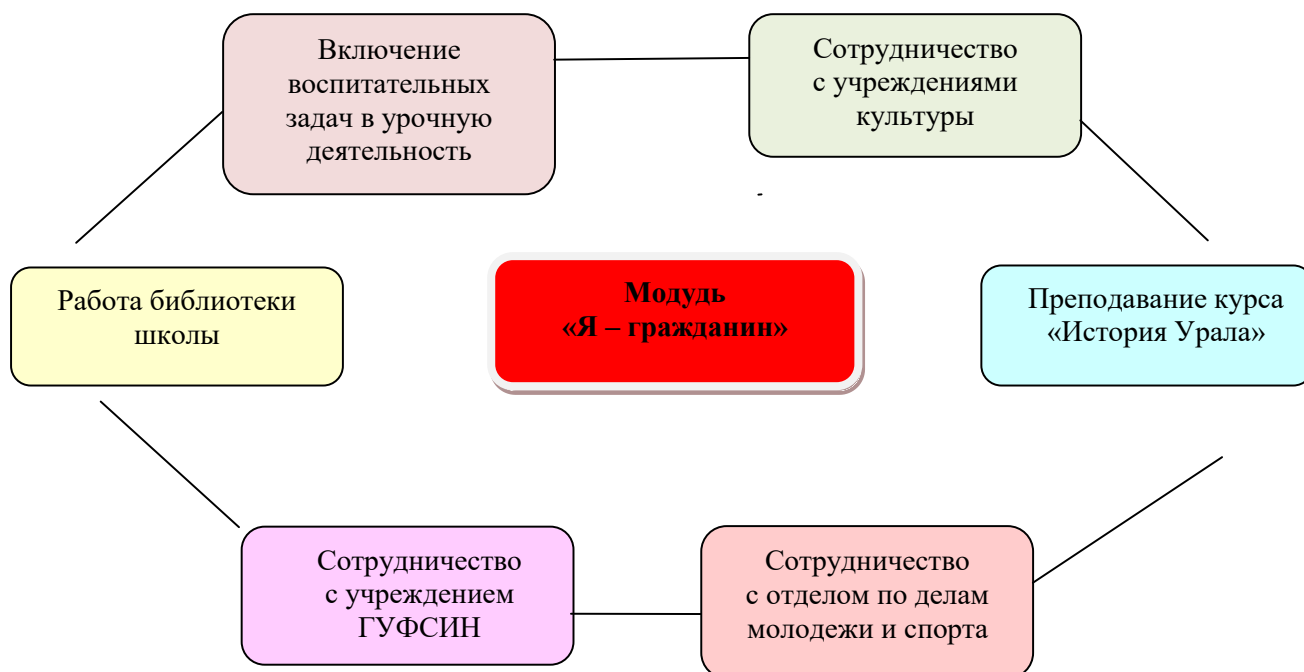 Включение
воспитательных
задач в урочную
деятельность
Сотрудничество
с учреждениями
культуры
-
Работа библиотеки
школы
Модудь
«Я – гражданин»
Преподавание курса
«История Урала»
Сотрудничество
с учреждением
ГУФСИН
Сотрудничество
с отделом по делам
молодежи и спорта